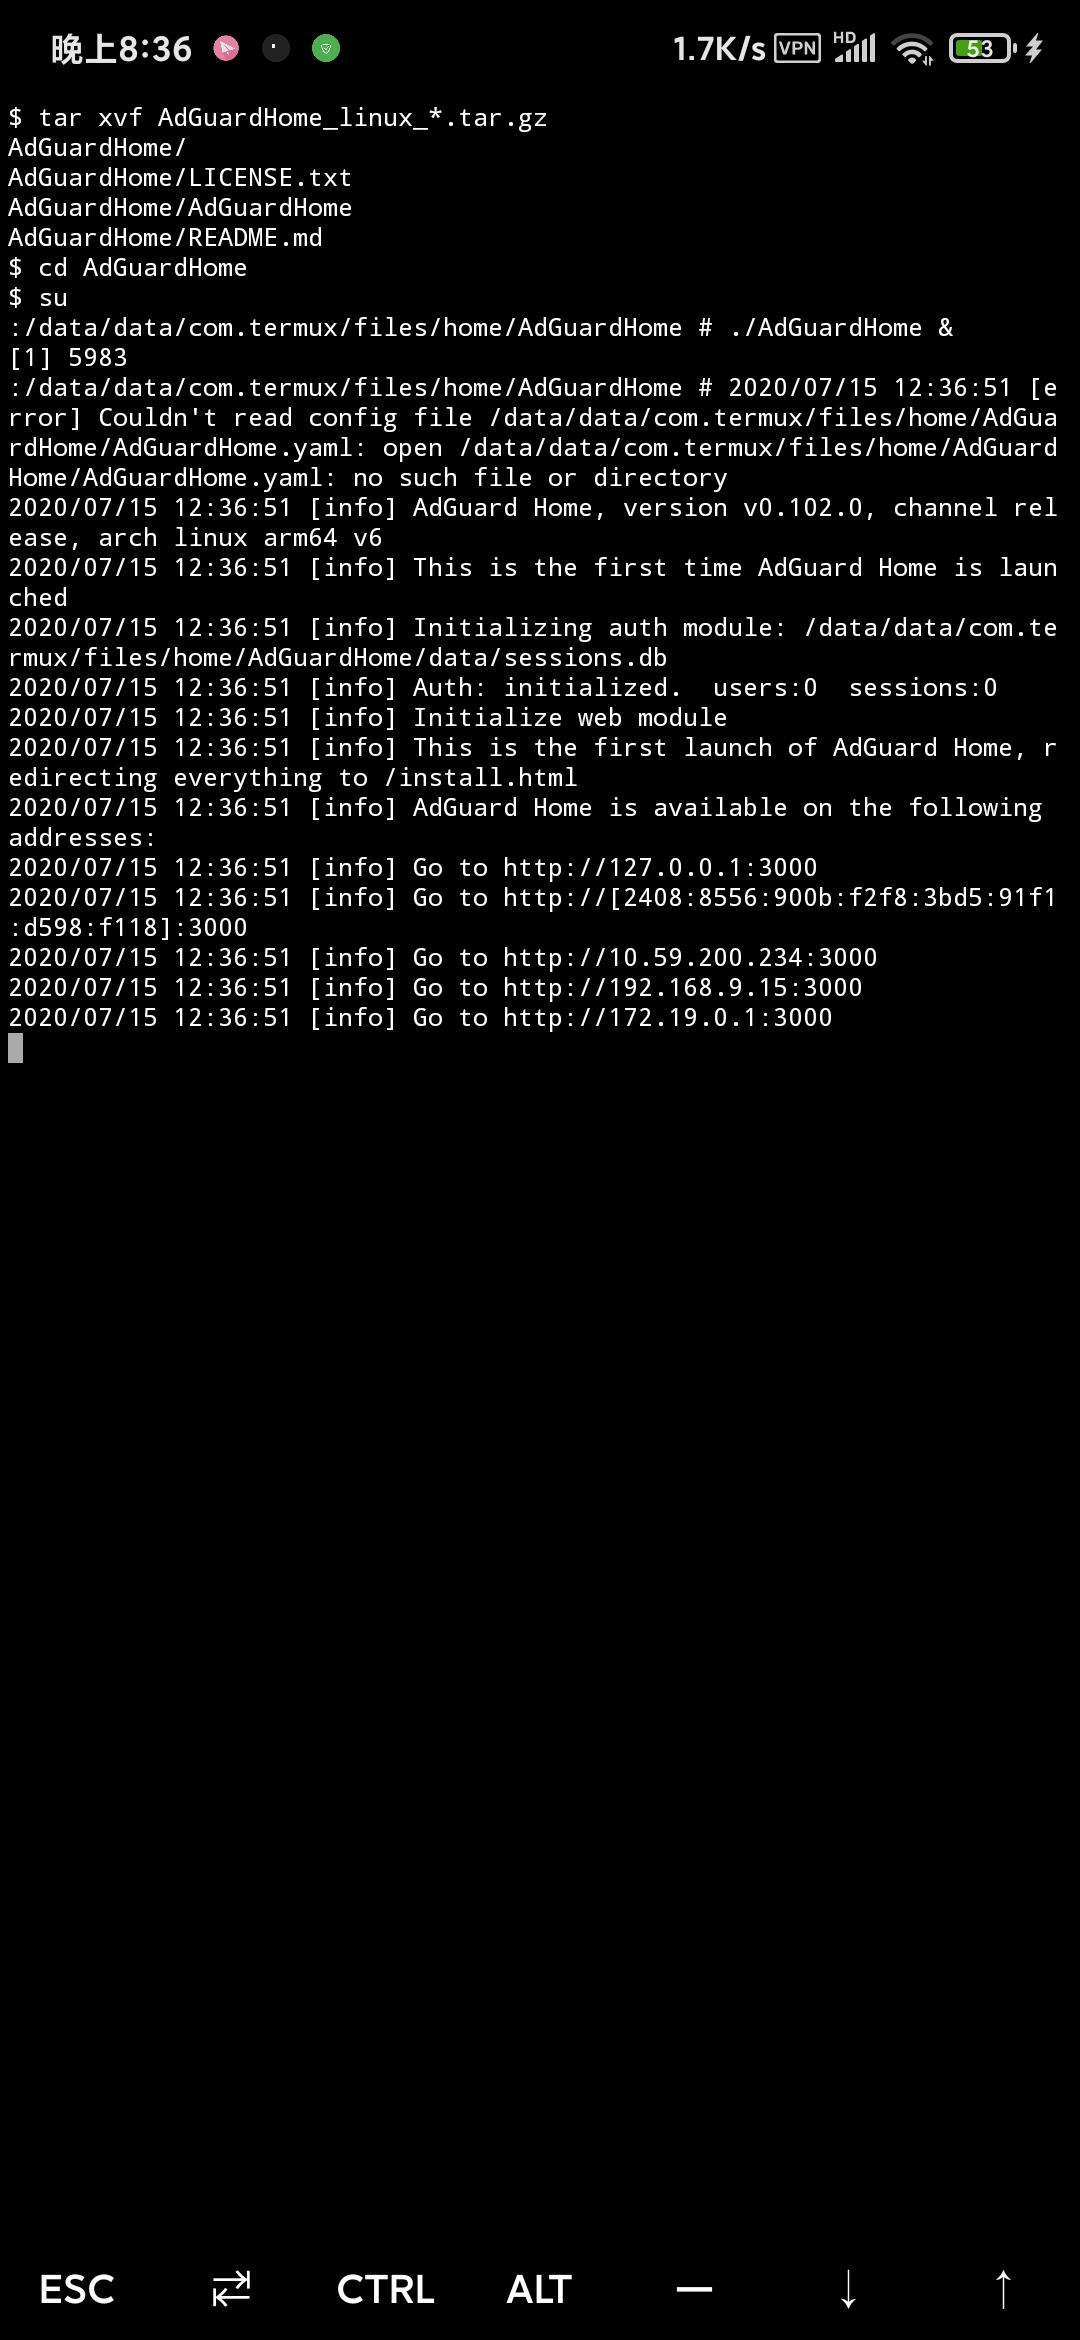 晚上8:36 1.7K/s VPN HD 53
$ tar xvf AdGuardHome_linux_*.tar.gz
AdGuardHome/
AdGuardHome/LICENSE.txt
AdGuardHome/AdGuardHome
AdGuardHome/README.md
$ cd AdGuardHome
$ su
:/data/data/com.termux/files/home/AdGuardHome # ./AdGuardHome &
[1] 5983
:/data/data/com.termux/files/home/AdGuardHome # 2020/07/15 12:36:51 [e
rror] Couldn't read config file /data/data/com.termux/files/home/AdGua
rdHome/AdGuardHome.yaml: open /data/data/com.termux/files/home/AdGuard
Home/AdGuardHome.yaml: no such file or directory
2020/07/15 12:36:51 [info] AdGuard Home, version v0.102.0, channel rel
ease, arch linux arm64 v6
2020/07/15 12:36:51 [info] This is the first time AdGuard Home is laun
ched
2020/07/15 12:36:51 [info] Initializing auth module: /data/data/com.te
rmux/files/home/AdGuardHome/data/sessions.db
2020/07/15 12:36:51 [info] Auth: initialized.  users:0  sessions:0
2020/07/15 12:36:51 [info] Initialize web module
2020/07/15 12:36:51 [info] This is the first launch of AdGuard Home, r
edirecting everything to /install.html
2020/07/15 12:36:51 [info] AdGuard Home is available on the following
addresses:
2020/07/15 12:36:51 [info] Go to http://127.0.0.1:3000
2020/07/15 12:36:51 [info] Go to http://[2408:8556:900b:f2f8:3bd5:91f1
:d598:f118]:3000
2020/07/15 12:36:51 [info] Go to http://10.59.200.234:3000
2020/07/15 12:36:51 [info] Go to http://192.168.9.15:3000
2020/07/15 12:36:51 [info] Go to http://172.19.0.1:3000
ESC CTRL ALT — ↓ ↑